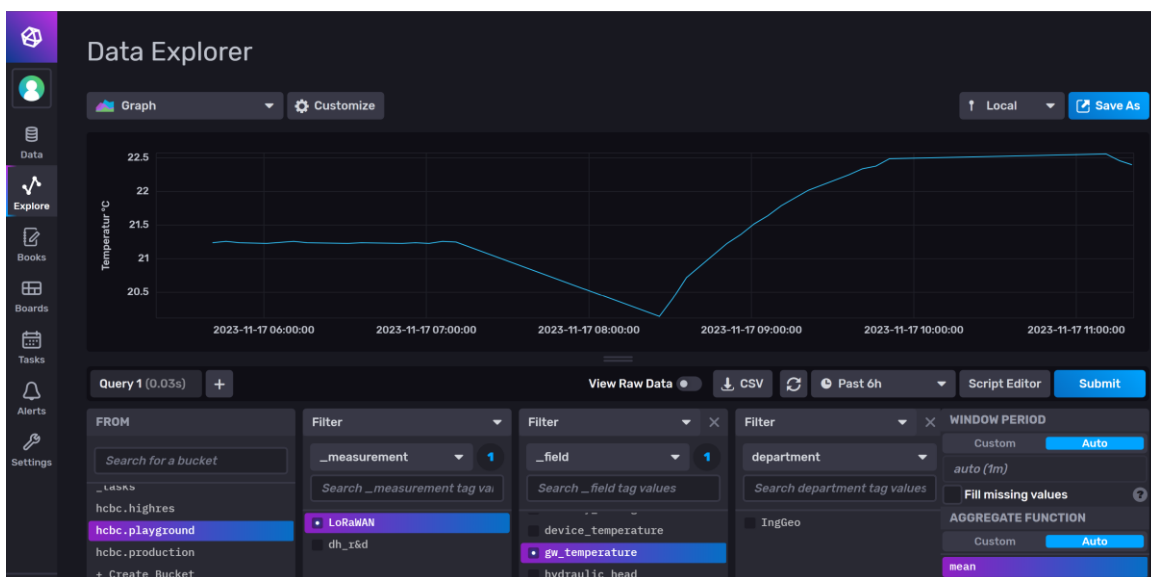 Data Explorer
Graph
Customize
Local
Save As
Data
Explore
Books
Boards
Tasks
Alerts
Settings
22.5
22
21.5
21
20.5
Temperatur °C
2023-11-17 06:00:00
2023-11-17 07:00:00
2023-11-17 08:00:00
2023-11-17 09:00:00
2023-11-17 10:00:00
2023-11-17 11:00:00
Query 1 (0.03s)
+
View Raw Data
CSV
Past 6h
Script Editor
Submit
FROM
Search for a bucket
_tasks
hcbc.highres
hcbc.playground
hcbc.production
+ Create Bucket
Filter
_measurement
1
Search _measurement tag val
LoRaWAN
dh_r&d
Filter
_field
1
Search _field tag values
device_temperature
gw_temperature
hydraulic_head
Filter
department
Search department tag values
IngGeo
WINDOW PERIOD
Custom
Auto
auto (1m)
Fill missing values
?
AGGREGATE FUNCTION
Custom
Auto
mean